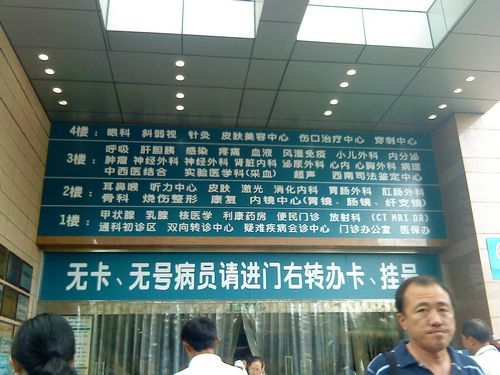 4楼：眼科 斜弱视 针灸 皮肤美容中心 伤口治疗中心 穿刺中心
呼吸 肝胆胰 感染 疼痛 血液 风湿免疫 小儿外科 内分泌
3楼：肿瘤 神经外科 神经外科 肾脏内科 泌尿外科 心内 心胸外科 病理
中西医结合 实验医学科(采血) 超声 西南司法鉴定中心
2楼：耳鼻喉 听力中心 皮肤 激光 消化内科 胃肠外科 肛肠外科
骨科 烧伤整形 康复 内镜中心(胃镜、肠镜、纤支镜)
1楼：甲状腺 乳腺 核医学 利康药房 便民门诊 放射科 (CT MRI DR)
通科初诊区 双向转诊中心 疑难疾病会诊中心 门诊办公室 医保办
无卡、无号病员请进门右转办卡、挂号